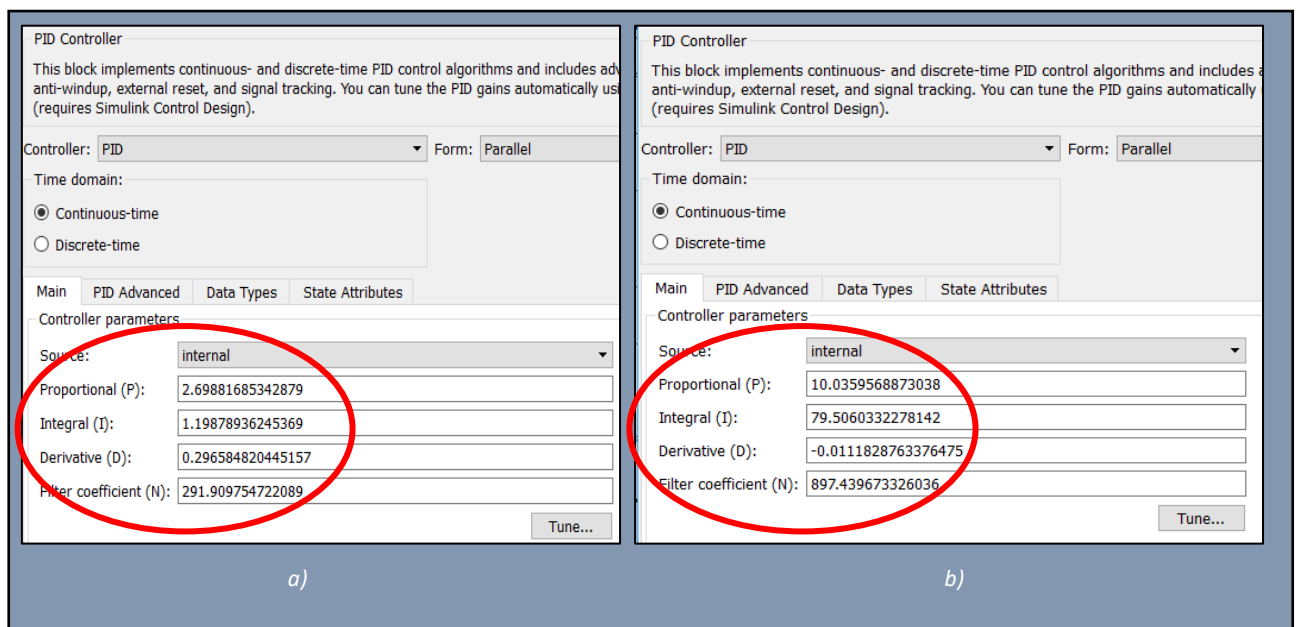 PID Controller
This block implements continuous- and discrete-time PID control algorithms and includes adv
anti-windup, external reset, and signal tracking. You can tune the PID gains automatically usi
(requires Simulink Control Design).
Controller: PID Form: Parallel
Time domain:
Continuous-time
Discrete-time
Main PID Advanced Data Types State Attributes
Controller parameters
Source: internal
Proportional (P): 2.69881685342879
Integral (I): 1.19878936245369
Derivative (D): 0.296584820445157
Filter coefficient (N): 291.909754722089
Tune...
a)
PID Controller
This block implements continuous- and discrete-time PID control algorithms and includes a
anti-windup, external reset, and signal tracking. You can tune the PID gains automatically
(requires Simulink Control Design).
Controller: PID Form: Parallel
Time domain:
Continuous-time
Discrete-time
Main PID Advanced Data Types State Attributes
Controller parameters
Source: internal
Proportional (P): 10.0359568873038
Integral (I): 79.5060332278142
Derivative (D): -0.0111828763376475
Filter coefficient (N): 897.439673326036
Tune...
b)